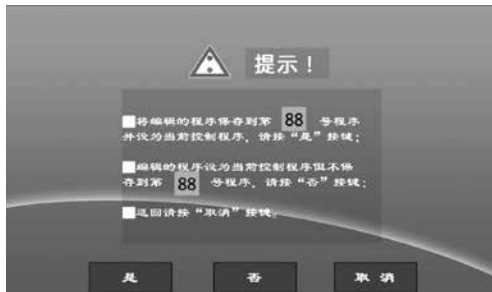 提示！
■将编辑的程序保存到第 88 号程序
并设为当前控制程序，请按“是”按键；
■编辑的程序设为当前控制程序但不保
存到第 88 号程序，请按“否”按键；
■返回请按“取消”按键。
是 否 取消